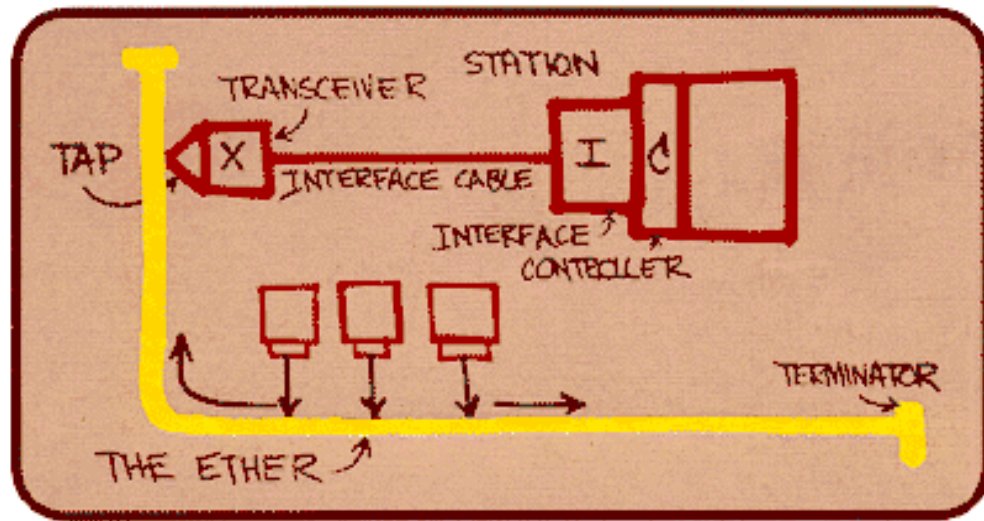 STATION
TRANSCEIVER
TAP
X
I
C
INTERFACE CABLE
INTERFACE
CONTROLLER
TERMINATOR
THE ETHER